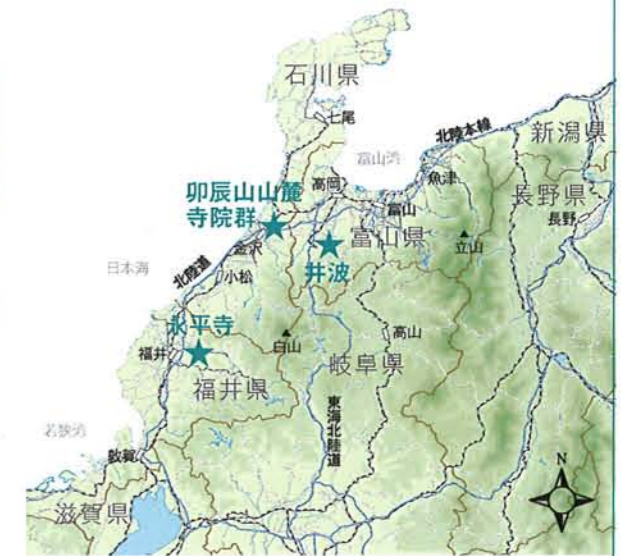 石川県
七尾
北陸本線
新潟県
富山湾
卯辰山山麓
寺院群
高岡
魚津
長野県
富山
長野
金沢
富山県
立山
井波
日本海
北陸道
小松
永平寺
福井
白山
高山
岐阜県
福井県
東海北陸道
若狭湾
敦賀
N
滋賀県